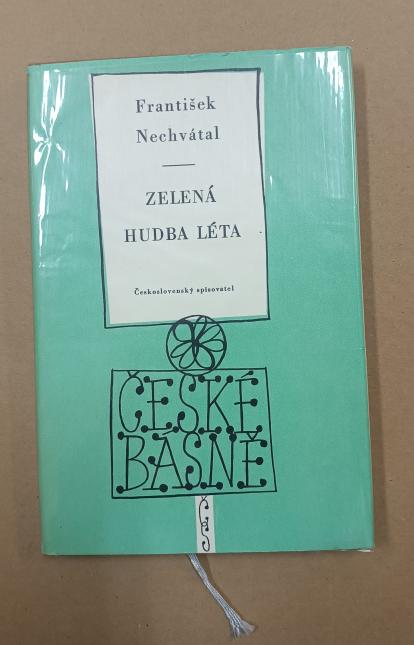 František
Nechvátal
ZELENÁ
HUDBA LÉTA
Československý spisovatel
ČESKÉ
BÁSNĚ